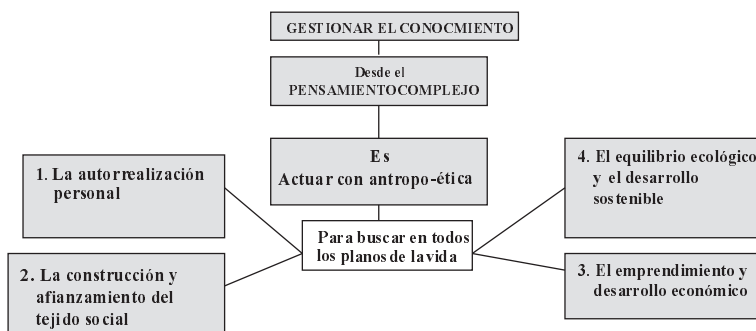 GESTIONAR EL CONOCMIENTO
Desde el
PENSAMIENTOCOMPLEJO
Es
Actuar con antropo-ética
Para buscar en todos
los planos de la vida
1. La autorrealización
personal
2. La construcción y
afianzamiento del
tejido social
4. El equilibrio ecológico
y el desarrollo
sostenible
3. El emprendimiento y
desarrollo económico